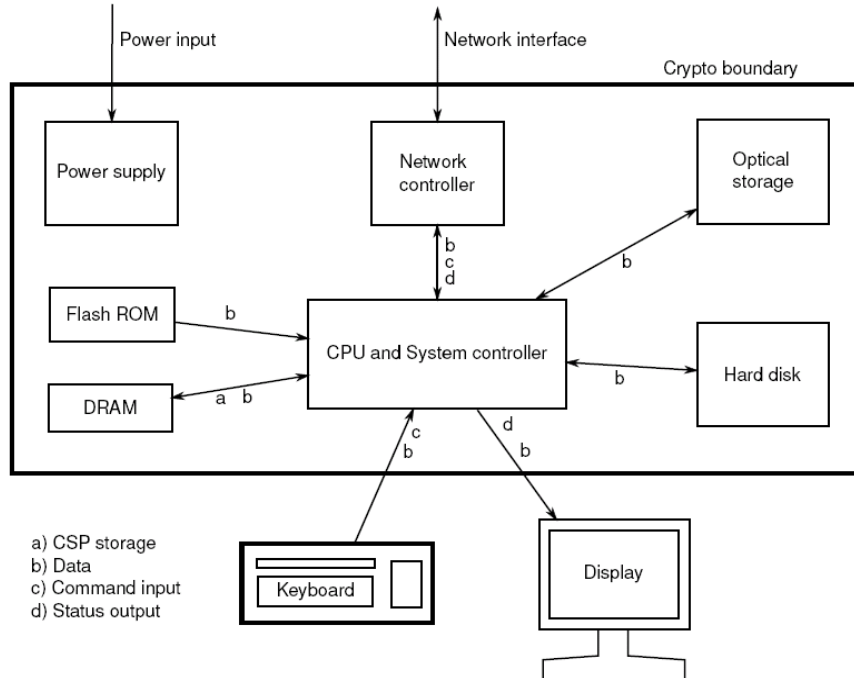 Power input
Network interface
Crypto boundary
Power supply
Network
controller
Optical
storage
b
c
d
b
Flash ROM
b
CPU and System controller
b
Hard disk
DRAM
a b
c
b
d
b
a) CSP storage
b) Data
c) Command input
d) Status output
Keyboard
Display